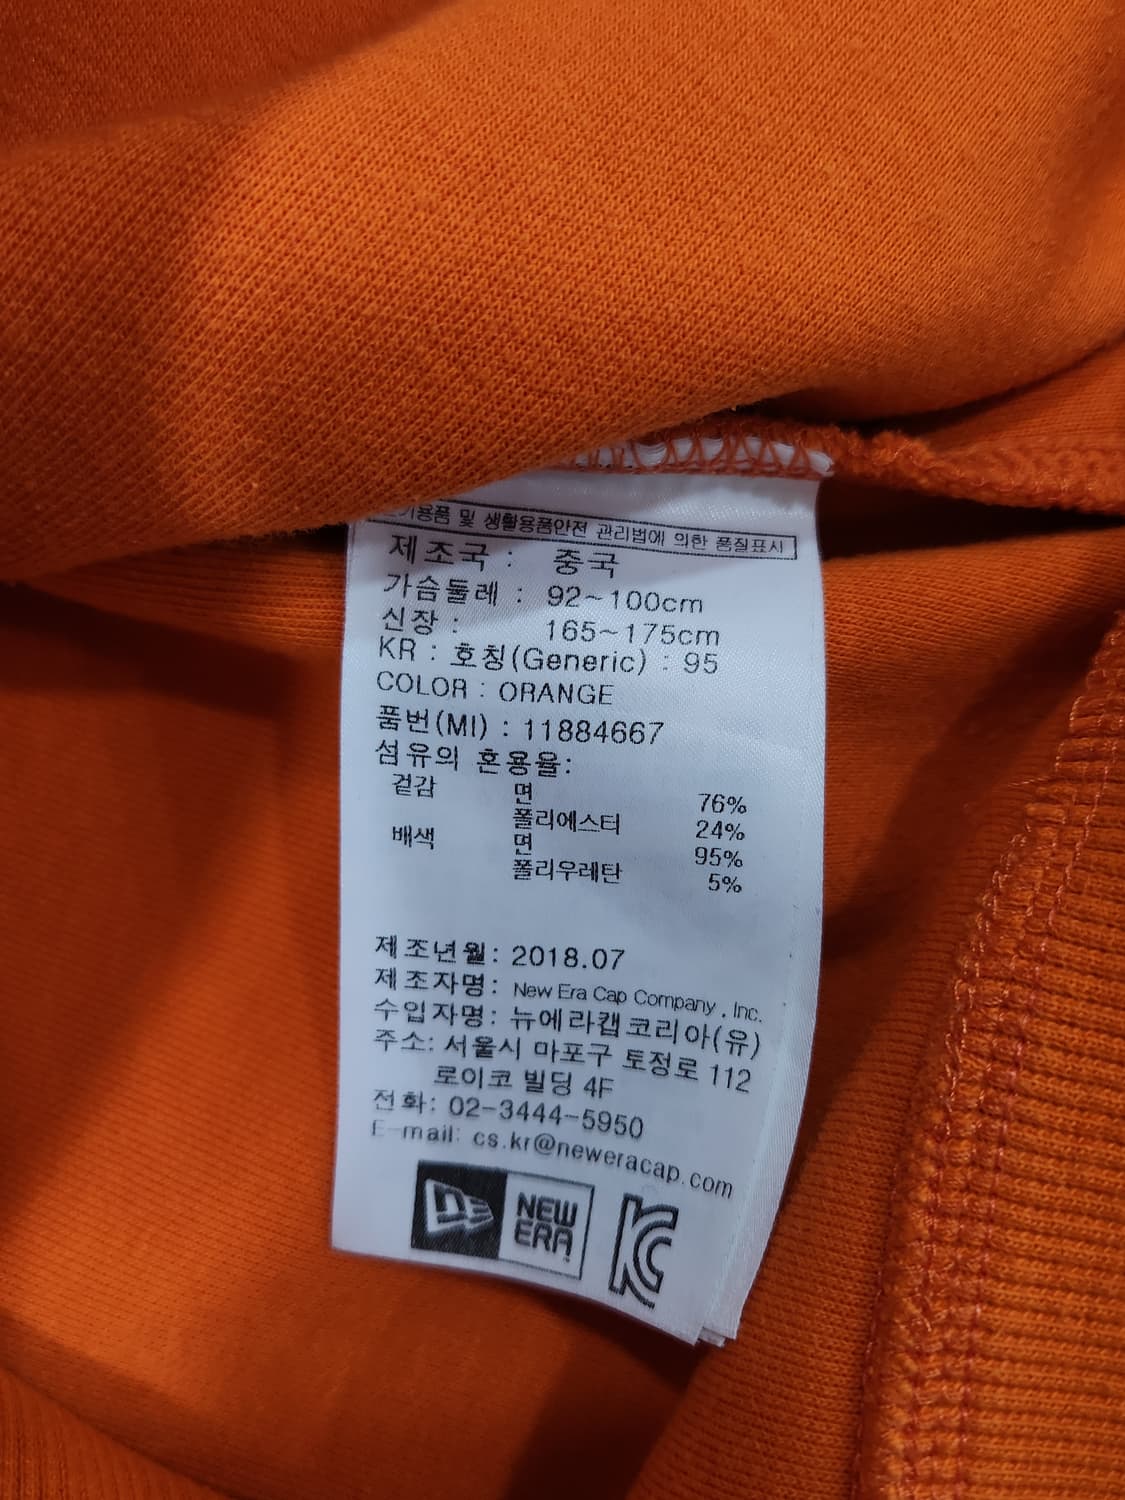 기용품 및 생활용품안전 관리법에 의한 품질표시
제조국 : 중국
가슴둘레 : 92~100cm
신장 : 165~175cm
KR : 호칭(Generic) : 95
COLOR : ORANGE
품번(MI) : 11884667
섬유의 혼용율:
겉감 면 76%
폴리에스터 24%
배색 면 95%
폴리우레탄 5%
제조년월: 2018.07
제조자명: New Era Cap Company, Inc.
수입자명: 뉴에라캡코리아(유)
주소: 서울시 마포구 토정로 112
로이코 빌딩 4F
전화: 02-3444-5950
E-mail: cs.kr@neweracap.com
NEW
ERA